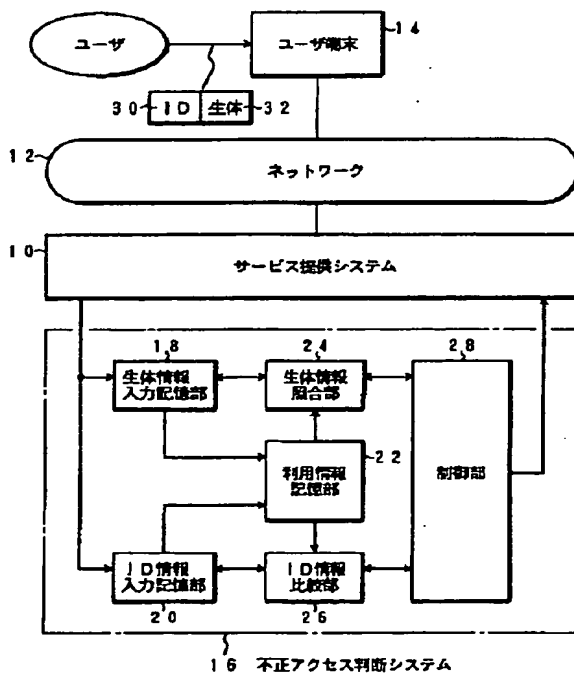 ユーザ
ユーザ端末
14
30 ID 生体 32
12
ネットワーク
10
サービス提供システム
18
24
28
生体情報
入力記憶部
生体情報
照合部
22
利用情報
記憶部
制御部
ID情報
入力記憶部
ID情報
比較部
20
26
16 不正アクセス判断システム